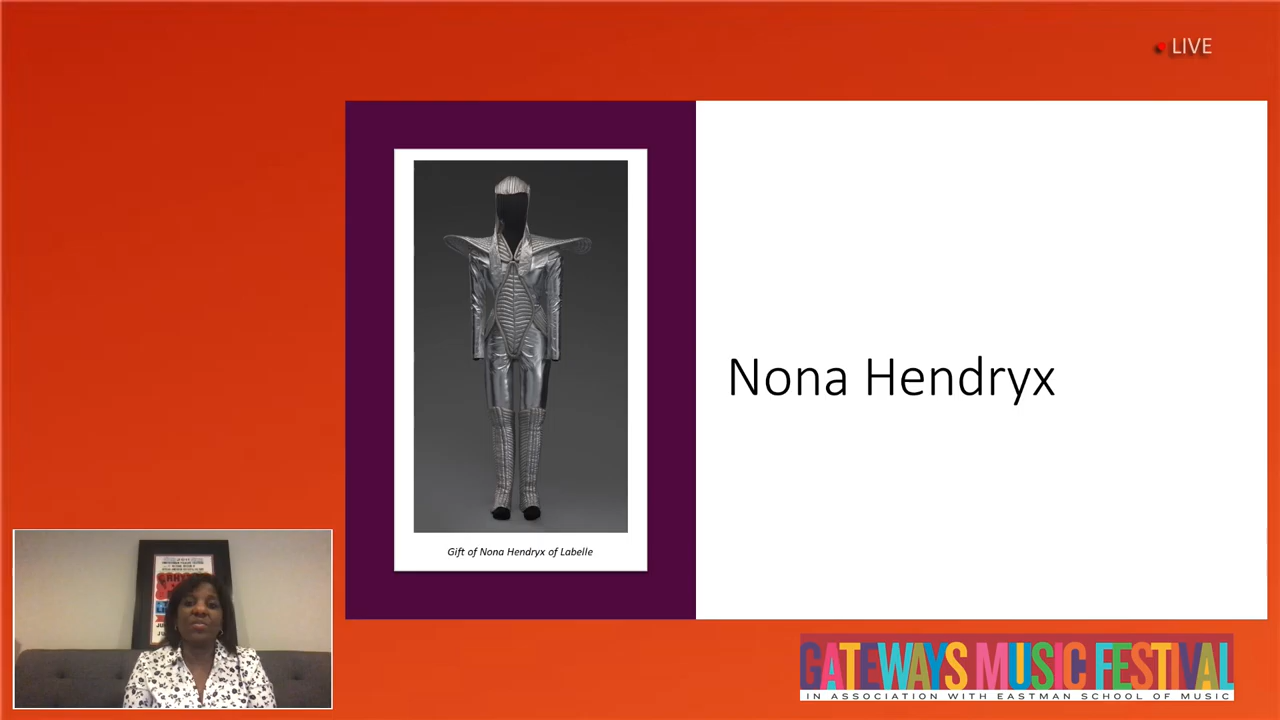 LIVE
Nona Hendryx
Gift of Nona Hendryx of Labelle
GATEWAYS MUSIC FESTIVAL
IN ASSOCIATION WITH EASTMAN SCHOOL OF MUSIC